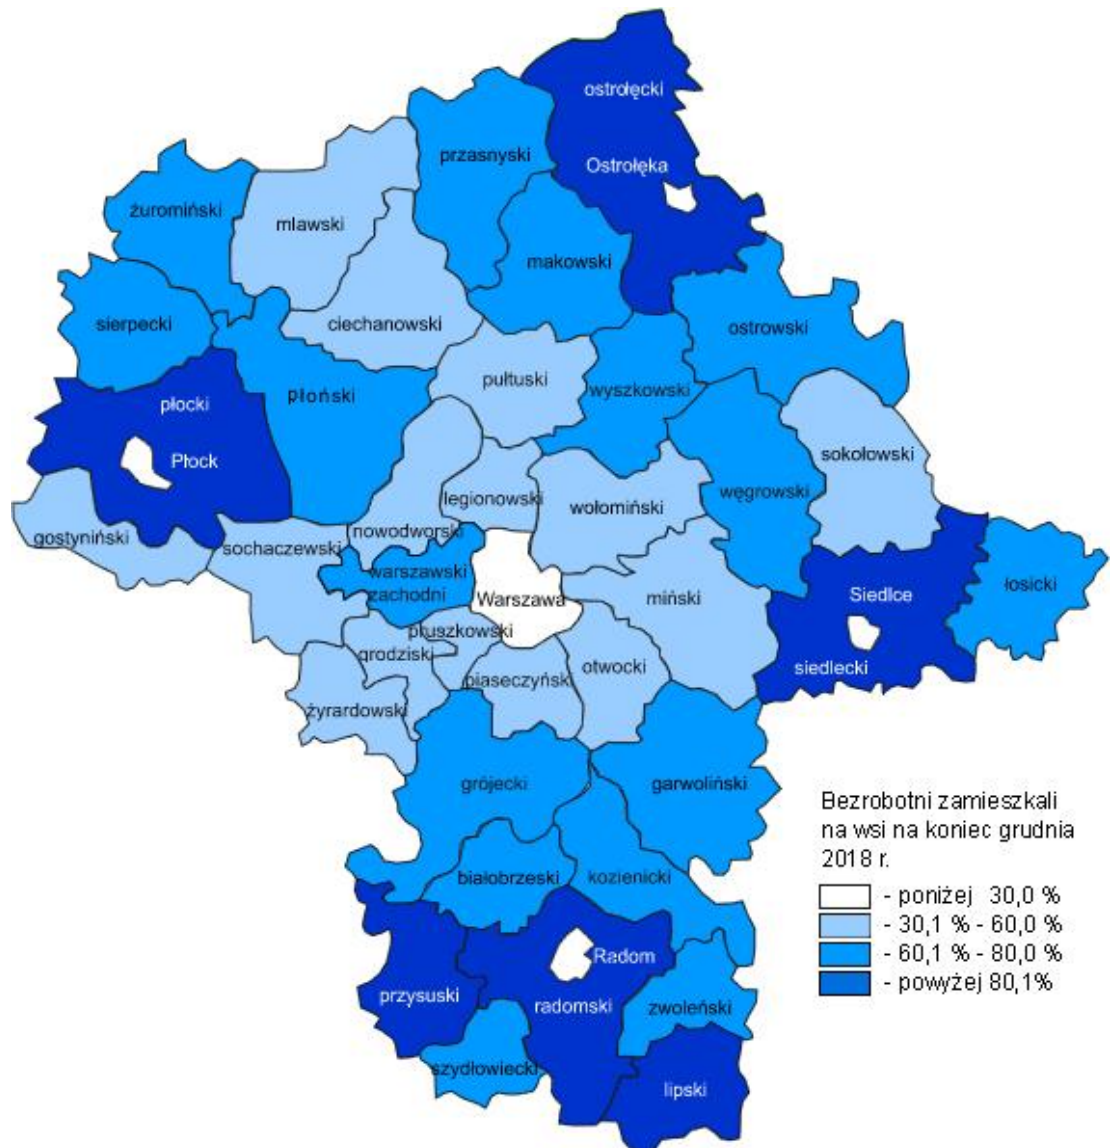 ostrołęcki
Ostrołęka
przasnyski
żuromiński
mlawski
makowski
sierpecki
ciechanowski
ostrowski
pułtuski
wyszkowski
płoński
płocki
Płock
sokołowski
legionowski
węgrowski
wołomiński
nowodworski
gostyniński
sochaczewski
warszawski
zachodni
Warszawa
miński
Siedlce
łosicki
siedlecki
pruszkowski
grodziski
otwocki
piaseczyński
żyrardowski
grójecki
garwoliński
białobrzeski
kozienicki
Radom
przysuski
radomski
zwoleński
szydłowiecki
lipski
Bezrobotni zamieszkali
na wsi na koniec grudnia
2018 r.
- poniżej 30,0 %
- 30,1 % - 60,0 %
- 60,1 % - 80,0 %
- powyżej 80,1%